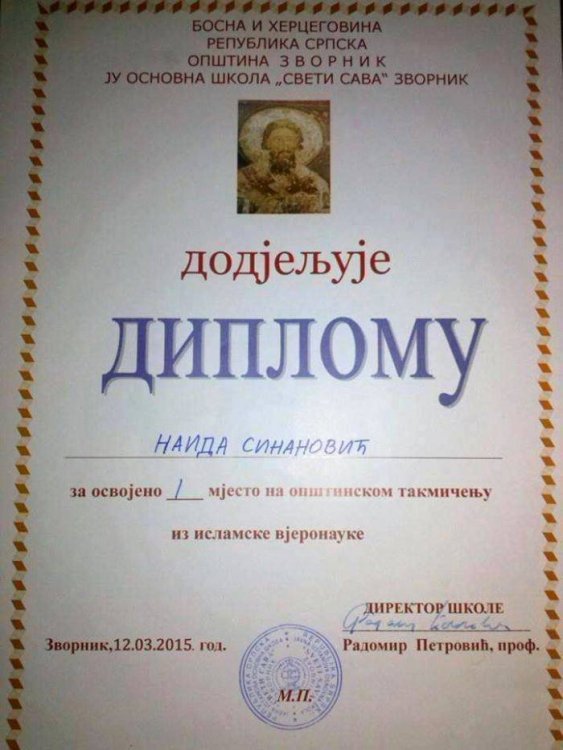 БОСНА И ХЕРЦЕГОВИНА
РЕПУБЛИКА СРПСКА
ОПШТИНА З В О Р Н И К
ЈУ ОСНОВНА ШКОЛА „СВЕТИ САВА“ ЗВОРНИК
додјељује
ДИПЛОМУ
НАИДА СИНАНОВИЋ
за освојено 1 мјесто на општинском такмичењу
из исламске вјеронауке
ДИРЕКТОР ШКОЛЕ
Зворник,12.03.2015. год. Радомир Петровић, проф.
М.П.